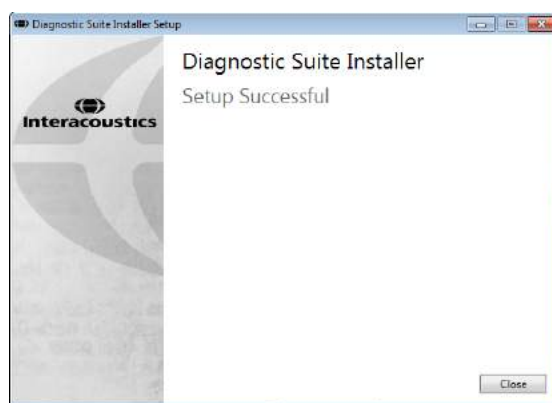 Diagnostic Suite Installer Setup
Diagnostic Suite Installer
Setup Successful
Interacoustics
Close